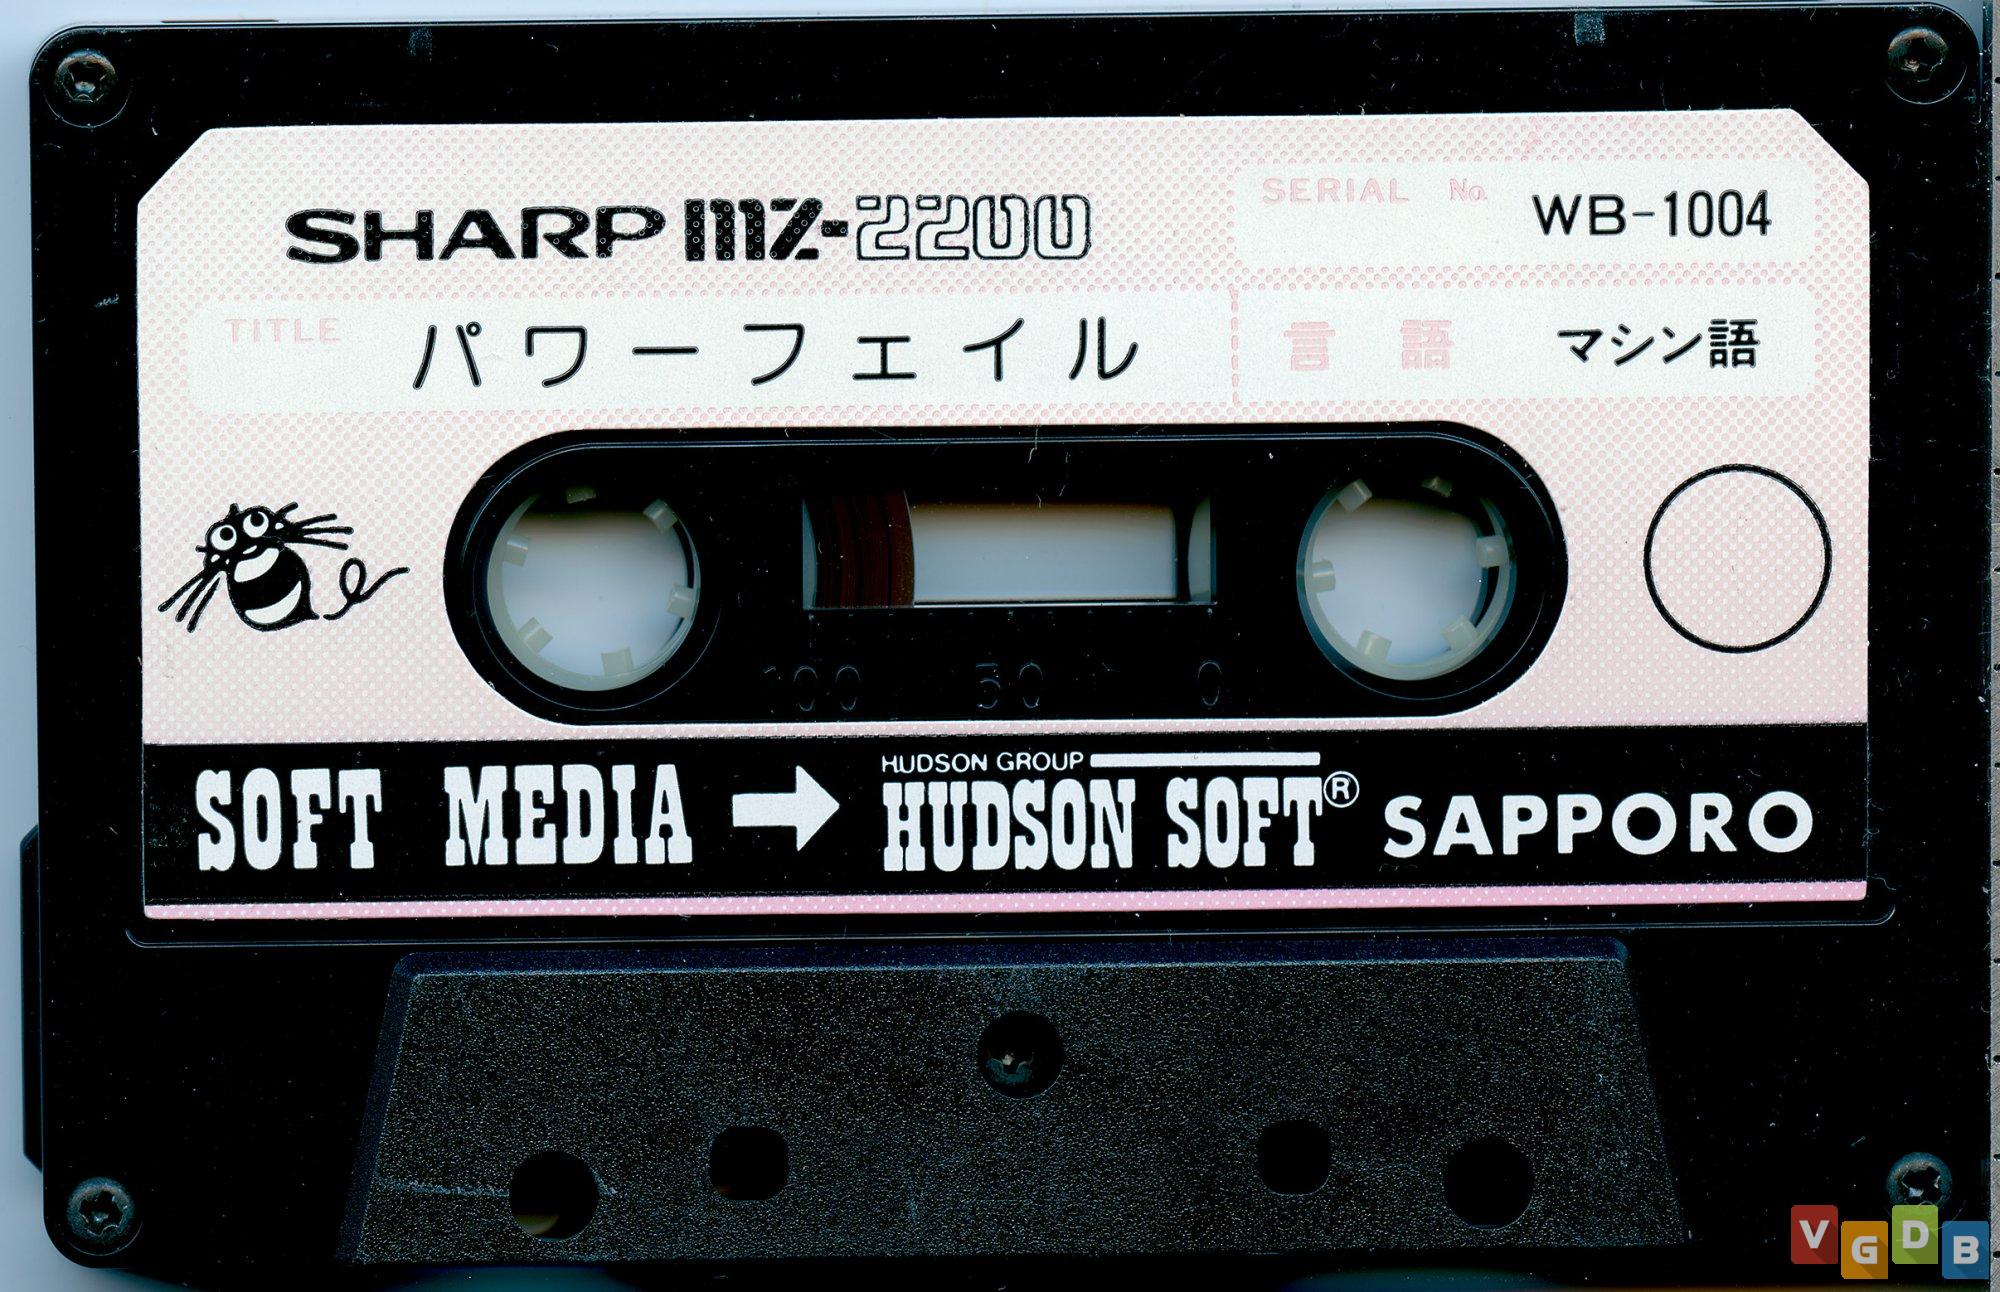 SHARP MZ-2200
SERIAL No. WB-1004
TITLE パワーフェイル
言語 マシン語
100 50 0
SOFT MEDIA → HUDSON GROUP HUDSON SOFT® SAPPORO
VGDB